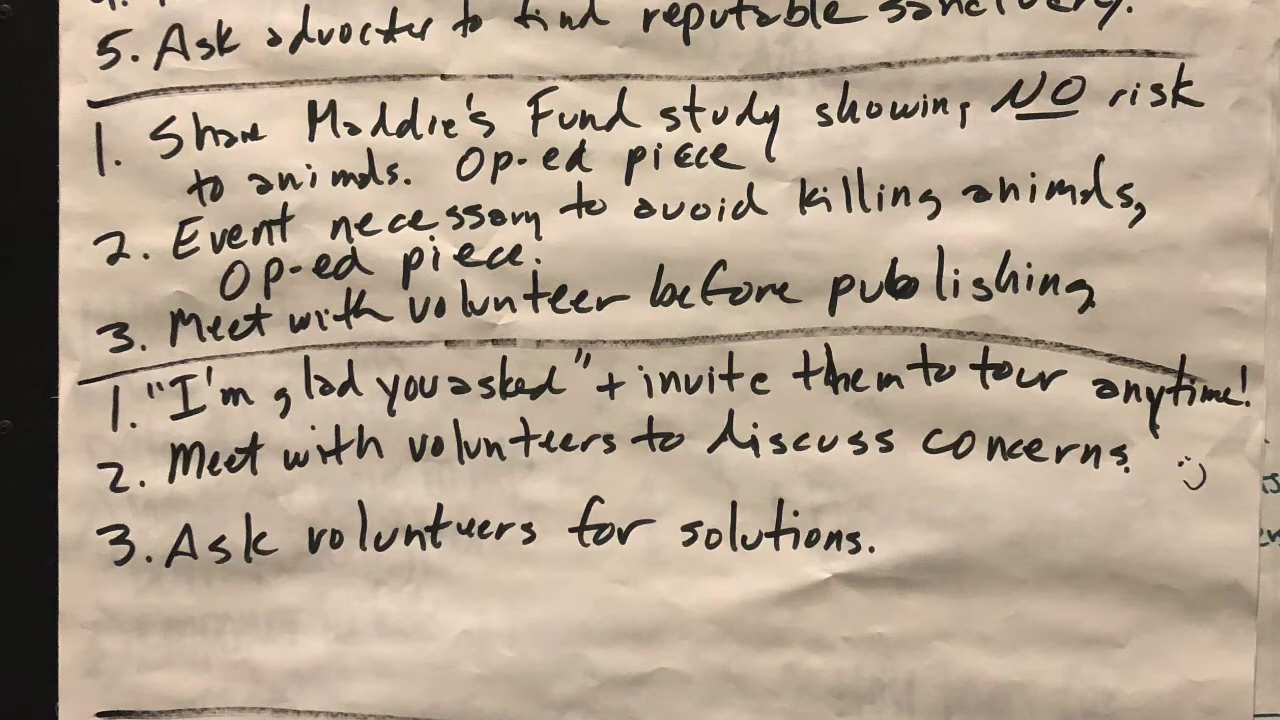 5. Ask advocates to find reputable sanctuary.
1. Share Maddie's Fund study showing NO risk
to animals. Op-ed piece
2. Event necessary to avoid killing animals,
Op-ed piece.
3. Meet with volunteer before publishing
1. "I'm glad you asked" + invite them to tour anytime!
2. Meet with volunteers to discuss concerns. :)
3. Ask volunteers for solutions.